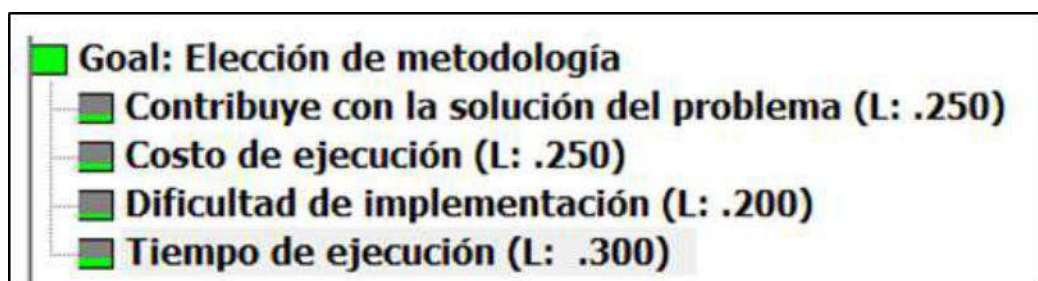 Goal: Elección de metodología
Contribuye con la solución del problema (L: .250)
Costo de ejecución (L: .250)
Dificultad de implementación (L: .200)
Tiempo de ejecución (L: .300)